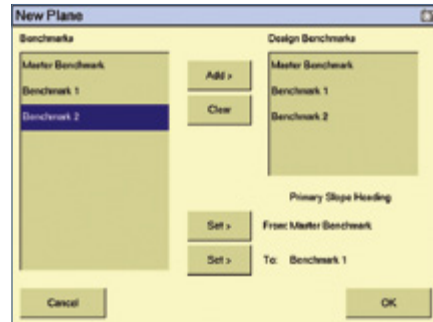 New Plane
Benchmarks
Design Benchmarks
Master Benchmark
Benchmark 1
Benchmark 2
Add >
Clear
Master Benchmark
Benchmark 1
Benchmark 2
Primary Slope Heading
Set >
From: Master Benchmark
Set >
To: Benchmark 1
Cancel
OK